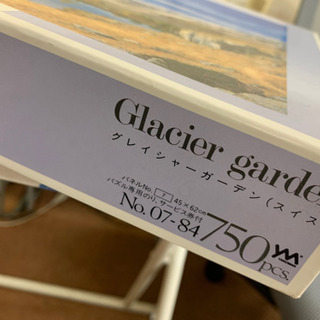 Glacier garde
グレイシャーガーデン(スイス
パネルNo. 7 45×62cm
パズル専用のり、サービス券付
No. 07-84 750 pcs.